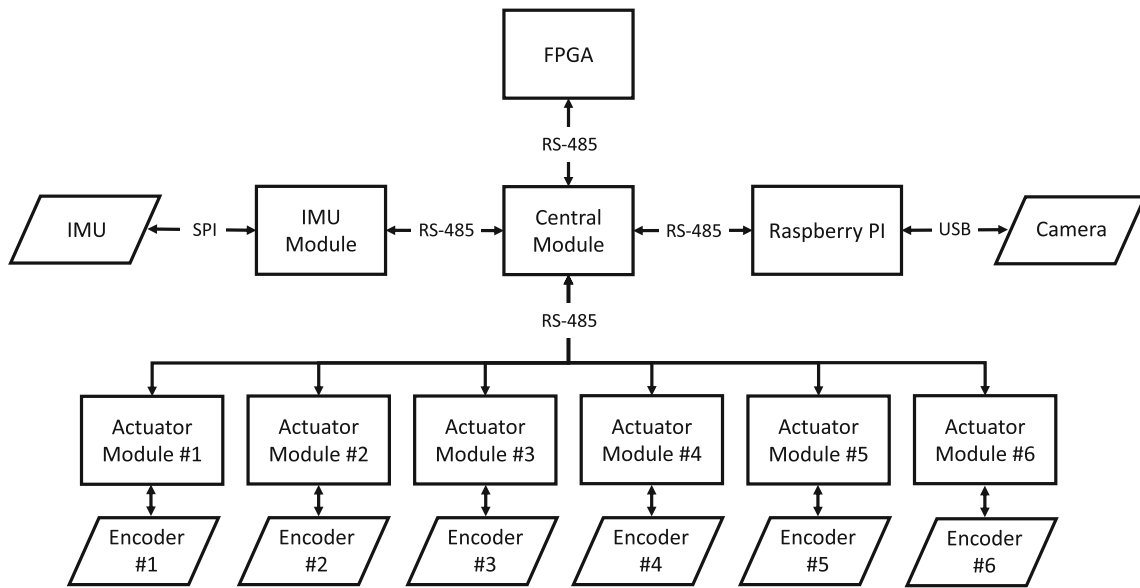 FPGA
RS-485
IMU
SPI
IMU
Module
RS-485
Central
Module
RS-485
Raspberry PI
USB
Camera
RS-485
Actuator
Module #1
Actuator
Module #2
Actuator
Module #3
Actuator
Module #4
Actuator
Module #5
Actuator
Module #6
Encoder
#1
Encoder
#2
Encoder
#3
Encoder
#4
Encoder
#5
Encoder
#6